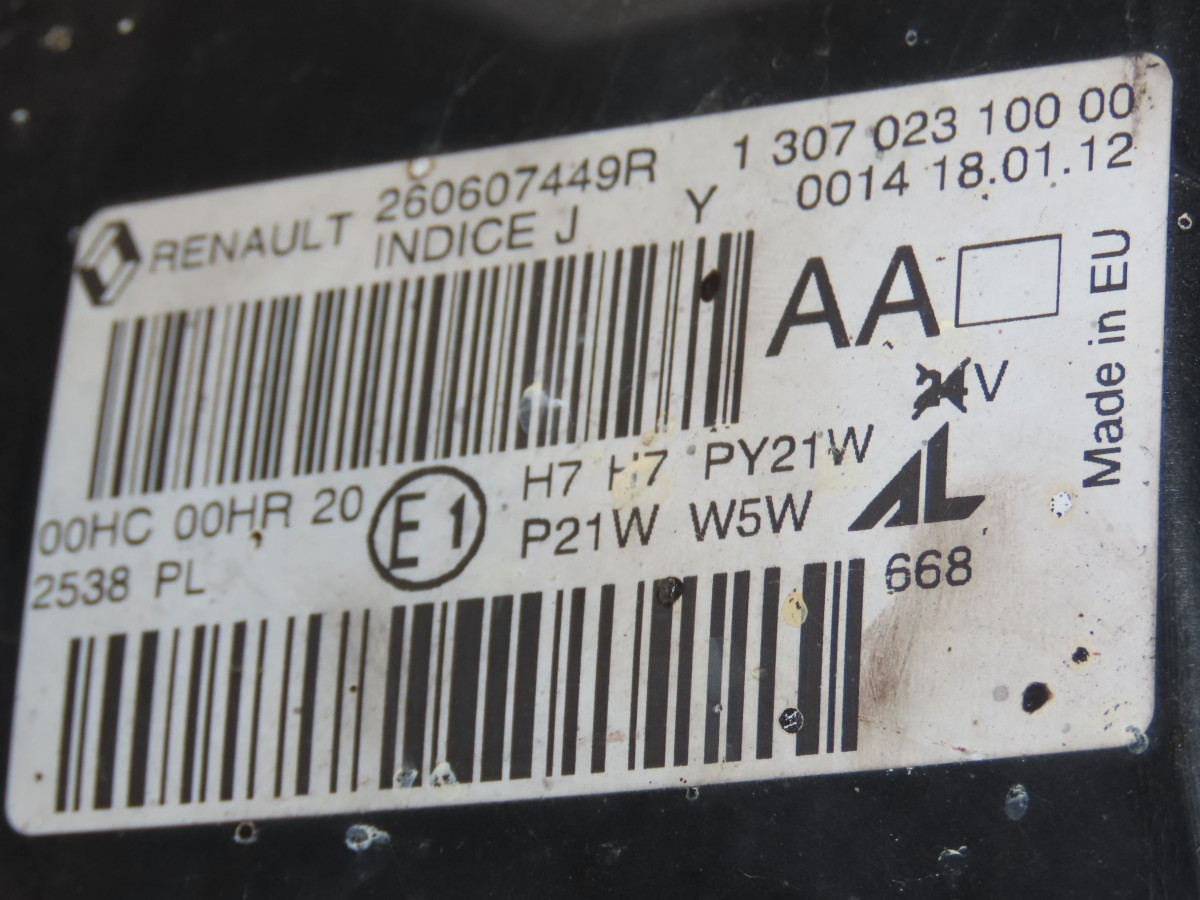 RENAULT 260607449R 1 307 023 100 00
INDICE J Y 0014 18.01.12
AA
24V
Made in EU
H7 H7 PY21W
00HC 00HR 20 E1 P21W W5W AL
2538 PL 668